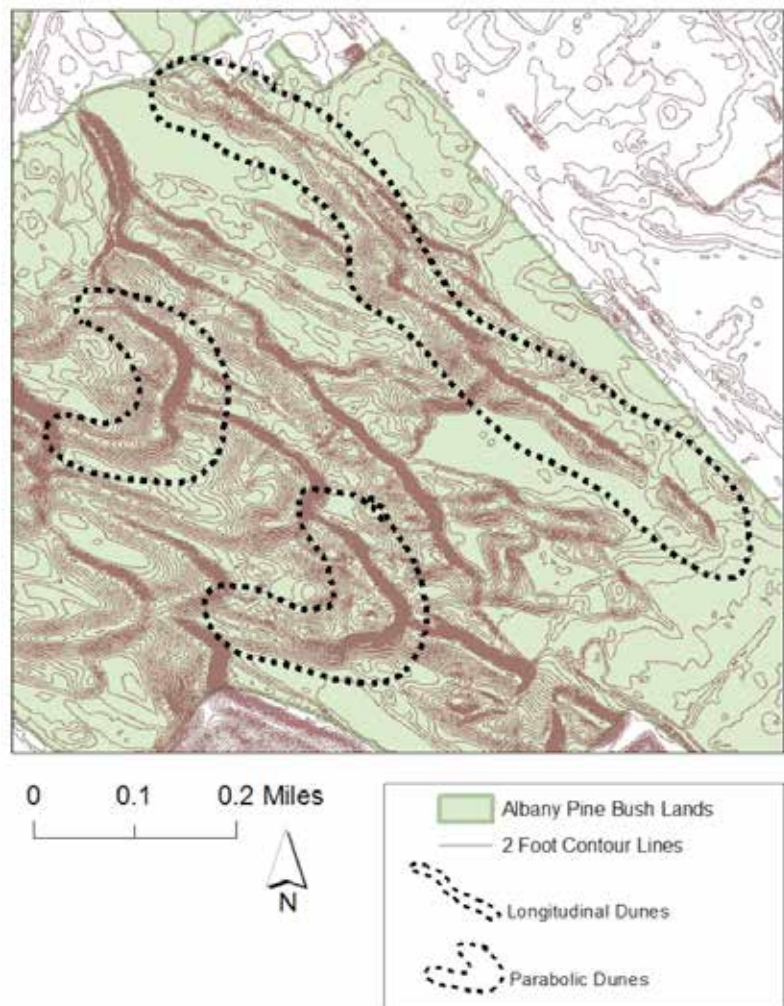 0 0.1 0.2 Miles
N
Albany Pine Bush Lands
2 Foot Contour Lines
Longitudinal Dunes
Parabolic Dunes